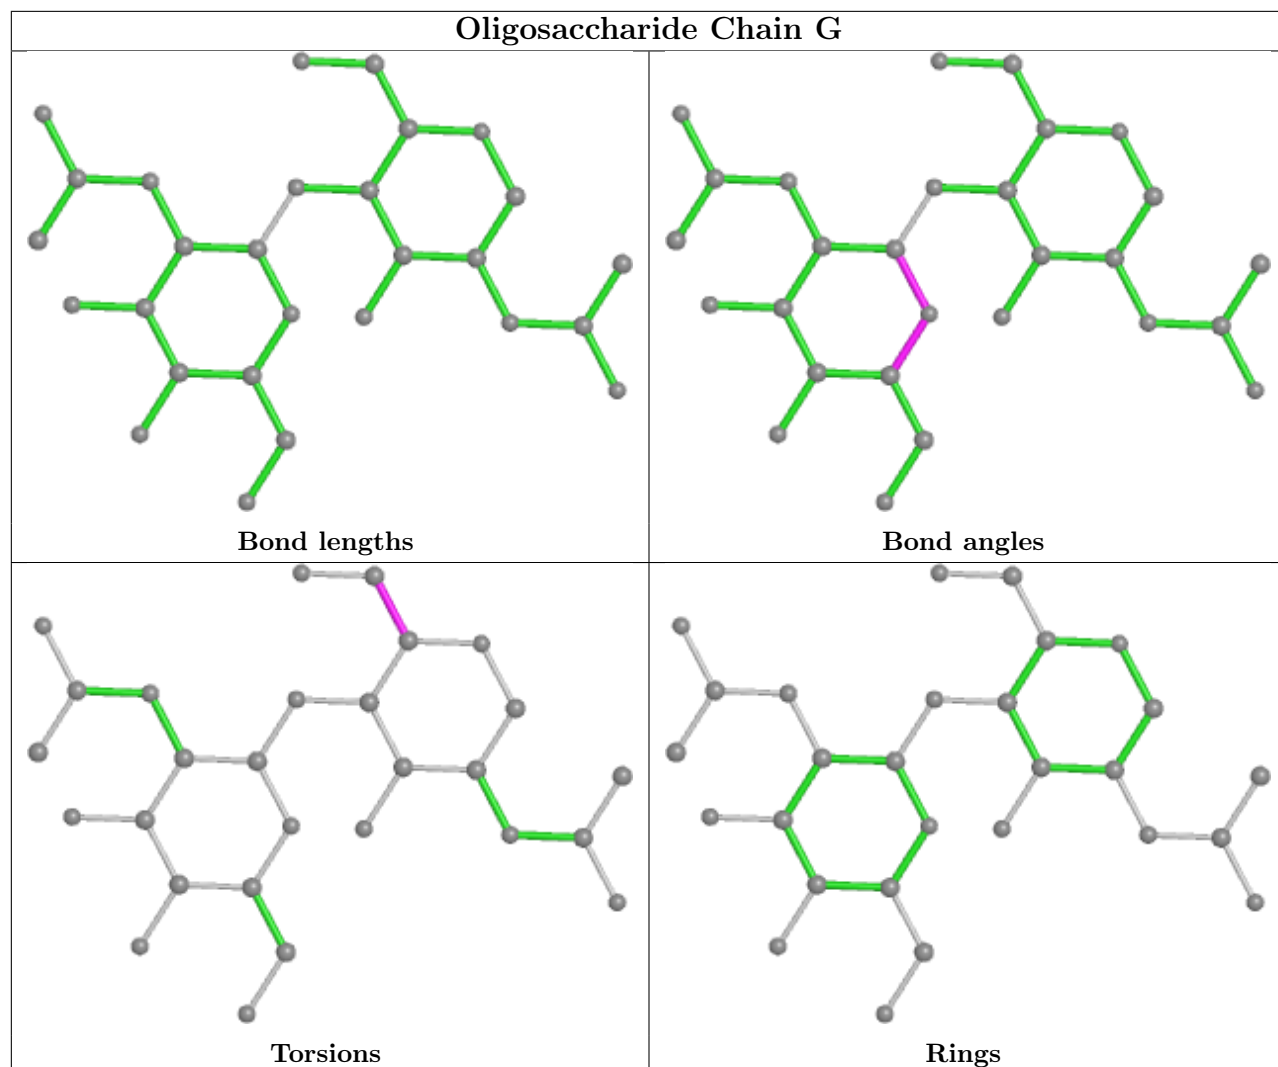 Oligosaccharide Chain G
Bond lengths
Bond angles
Torsions
Rings